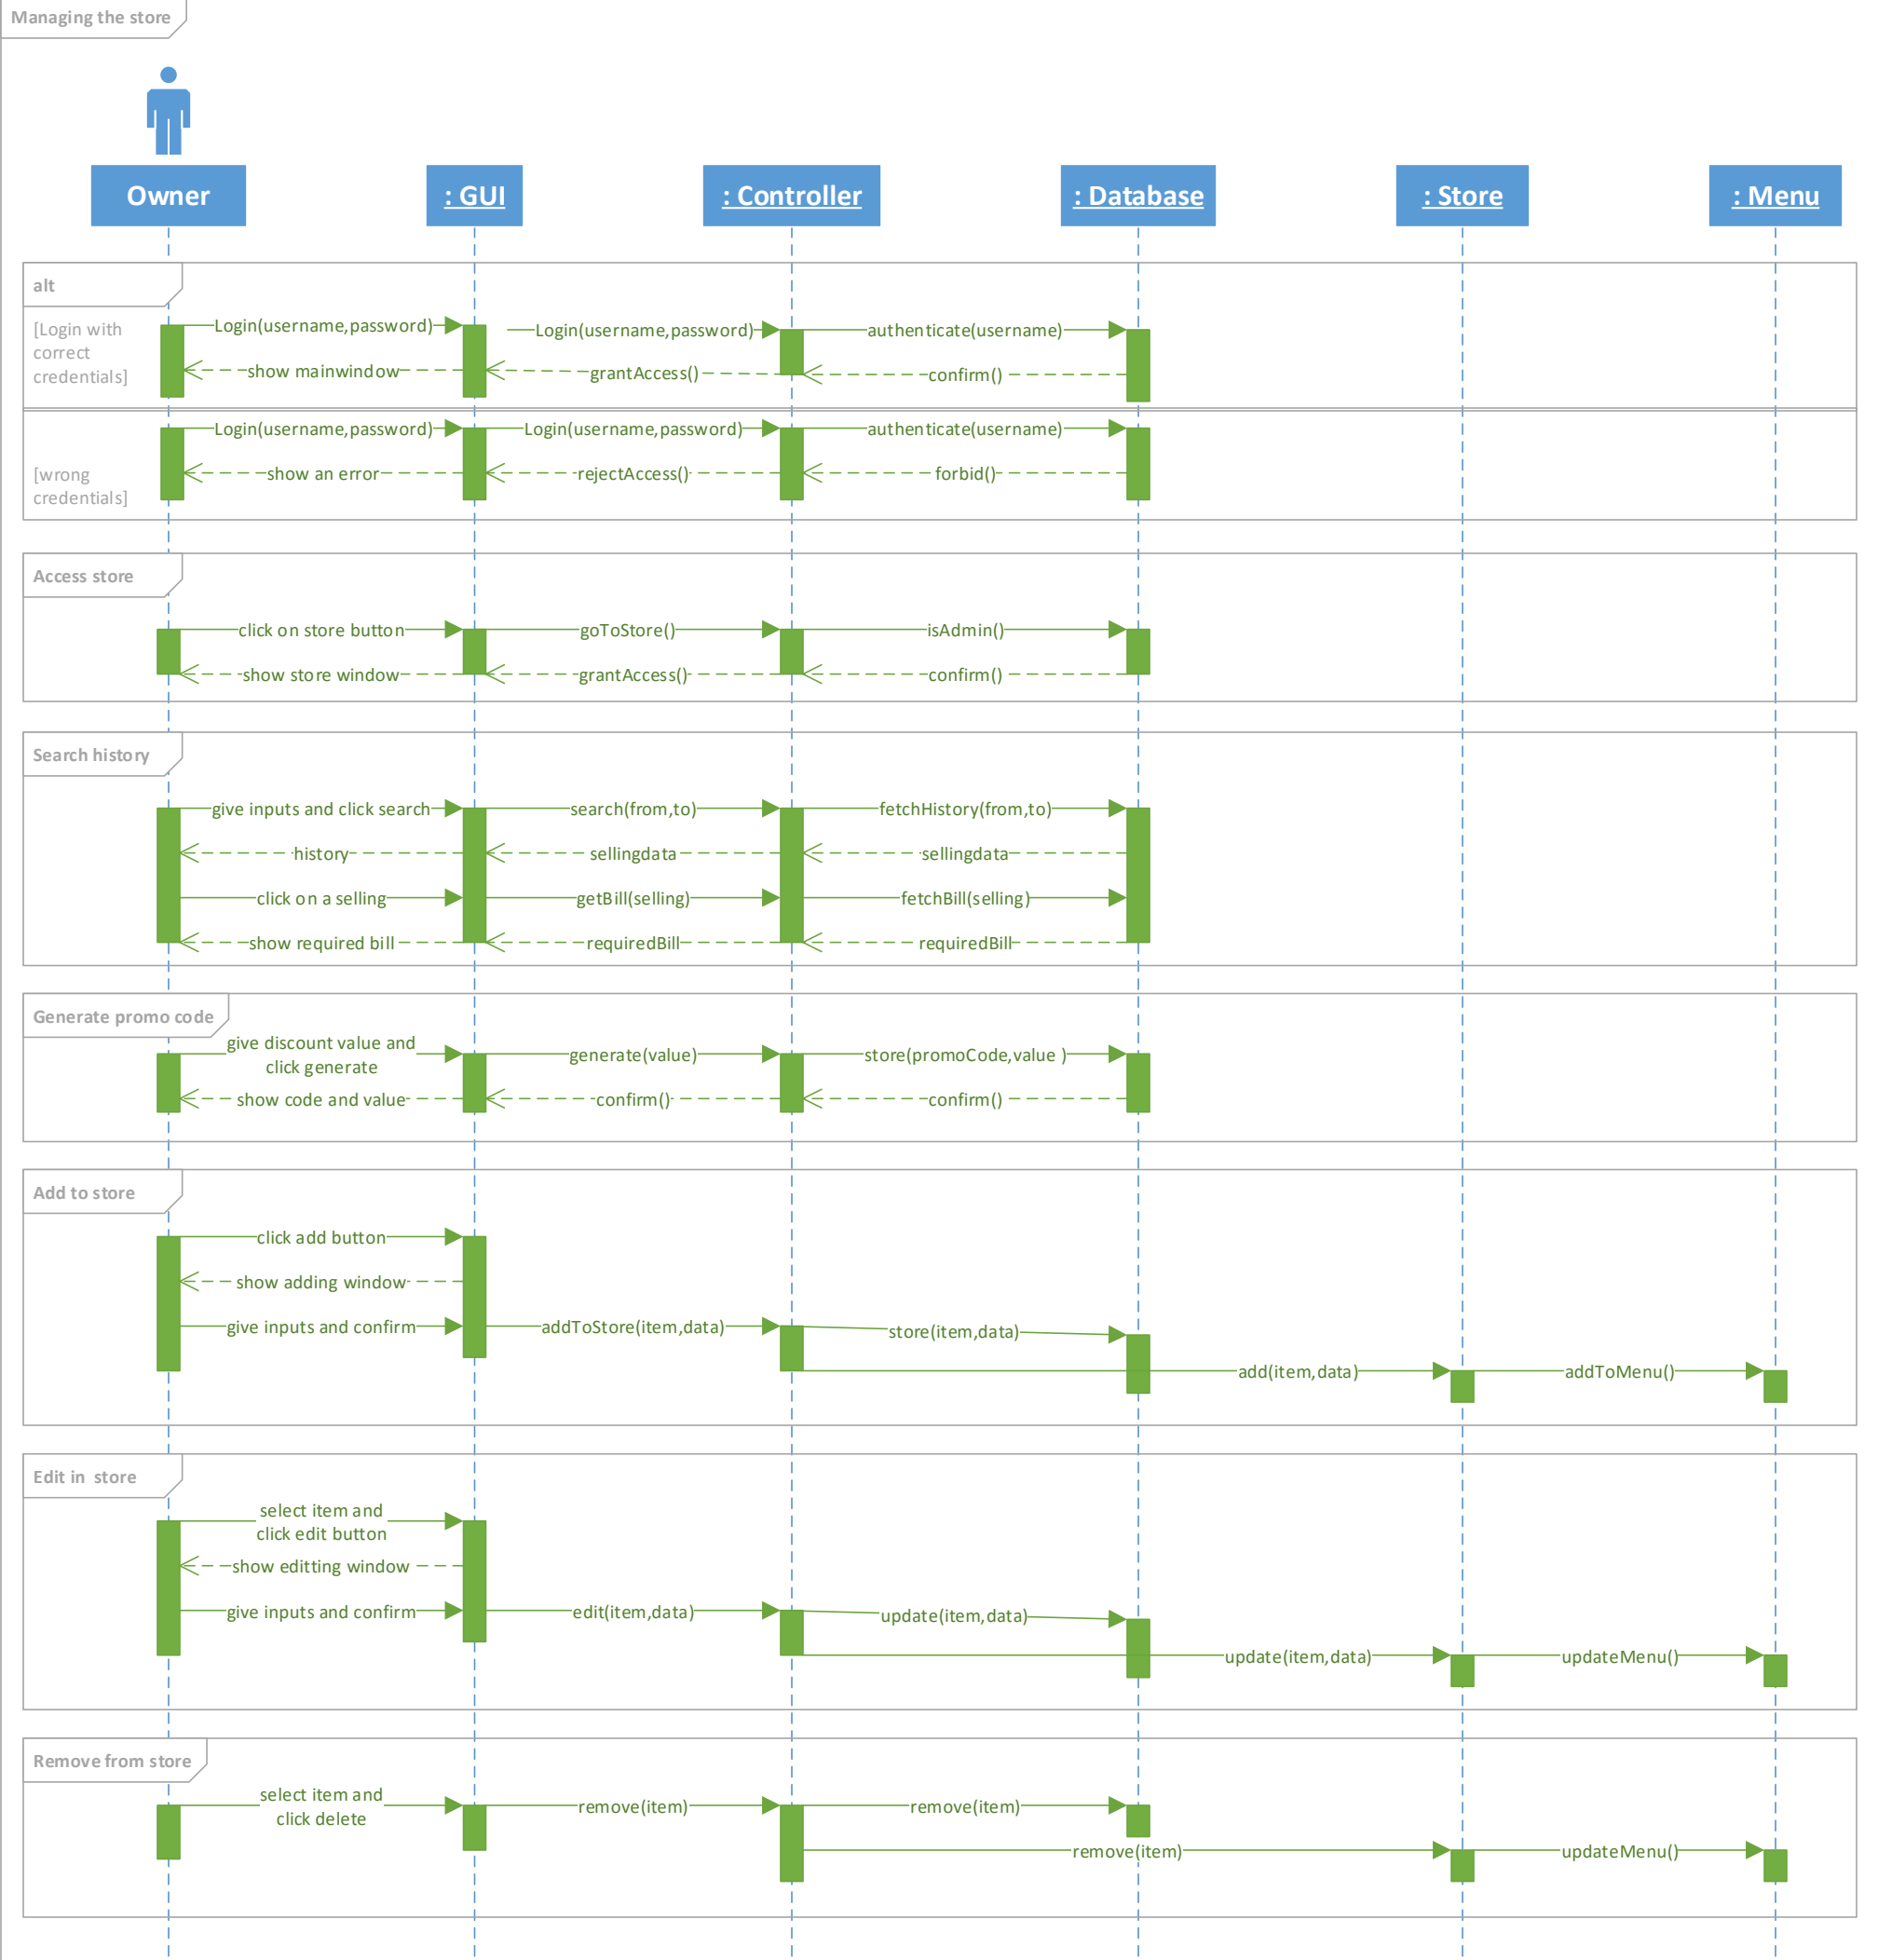 Managing the store
Owner
: GUI
: Controller
: Database
: Store
: Menu
alt
[Login with
correct
credentials]
Login(username,password)
Login(username,password)
authenticate(username)
show mainwindow
grantAccess()
confirm()
[wrong
credentials]
Login(username,password)
Login(username,password)
authenticate(username)
show an error
rejectAccess()
forbid()
Access store
click on store button
goToStore()
isAdmin()
show store window
grantAccess()
confirm()
Search history
give inputs and click search
search(from,to)
fetchHistory(from,to)
history
sellingdata
sellingdata
click on a selling
getBill(selling)
fetchBill(selling)
show required bill
requiredBill
requiredBill
Generate promo code
give discount value and
click generate
generate(value)
store(promoCode,value )
show code and value
confirm()
confirm()
Add to store
click add button
show adding window
give inputs and confirm
addToStore(item,data)
store(item,data)
add(item,data)
addToMenu()
Edit in  store
select item and
click edit button
show editting window
give inputs and confirm
edit(item,data)
update(item,data)
update(item,data)
updateMenu()
Remove from store
select item and
click delete
remove(item)
remove(item)
remove(item)
updateMenu()